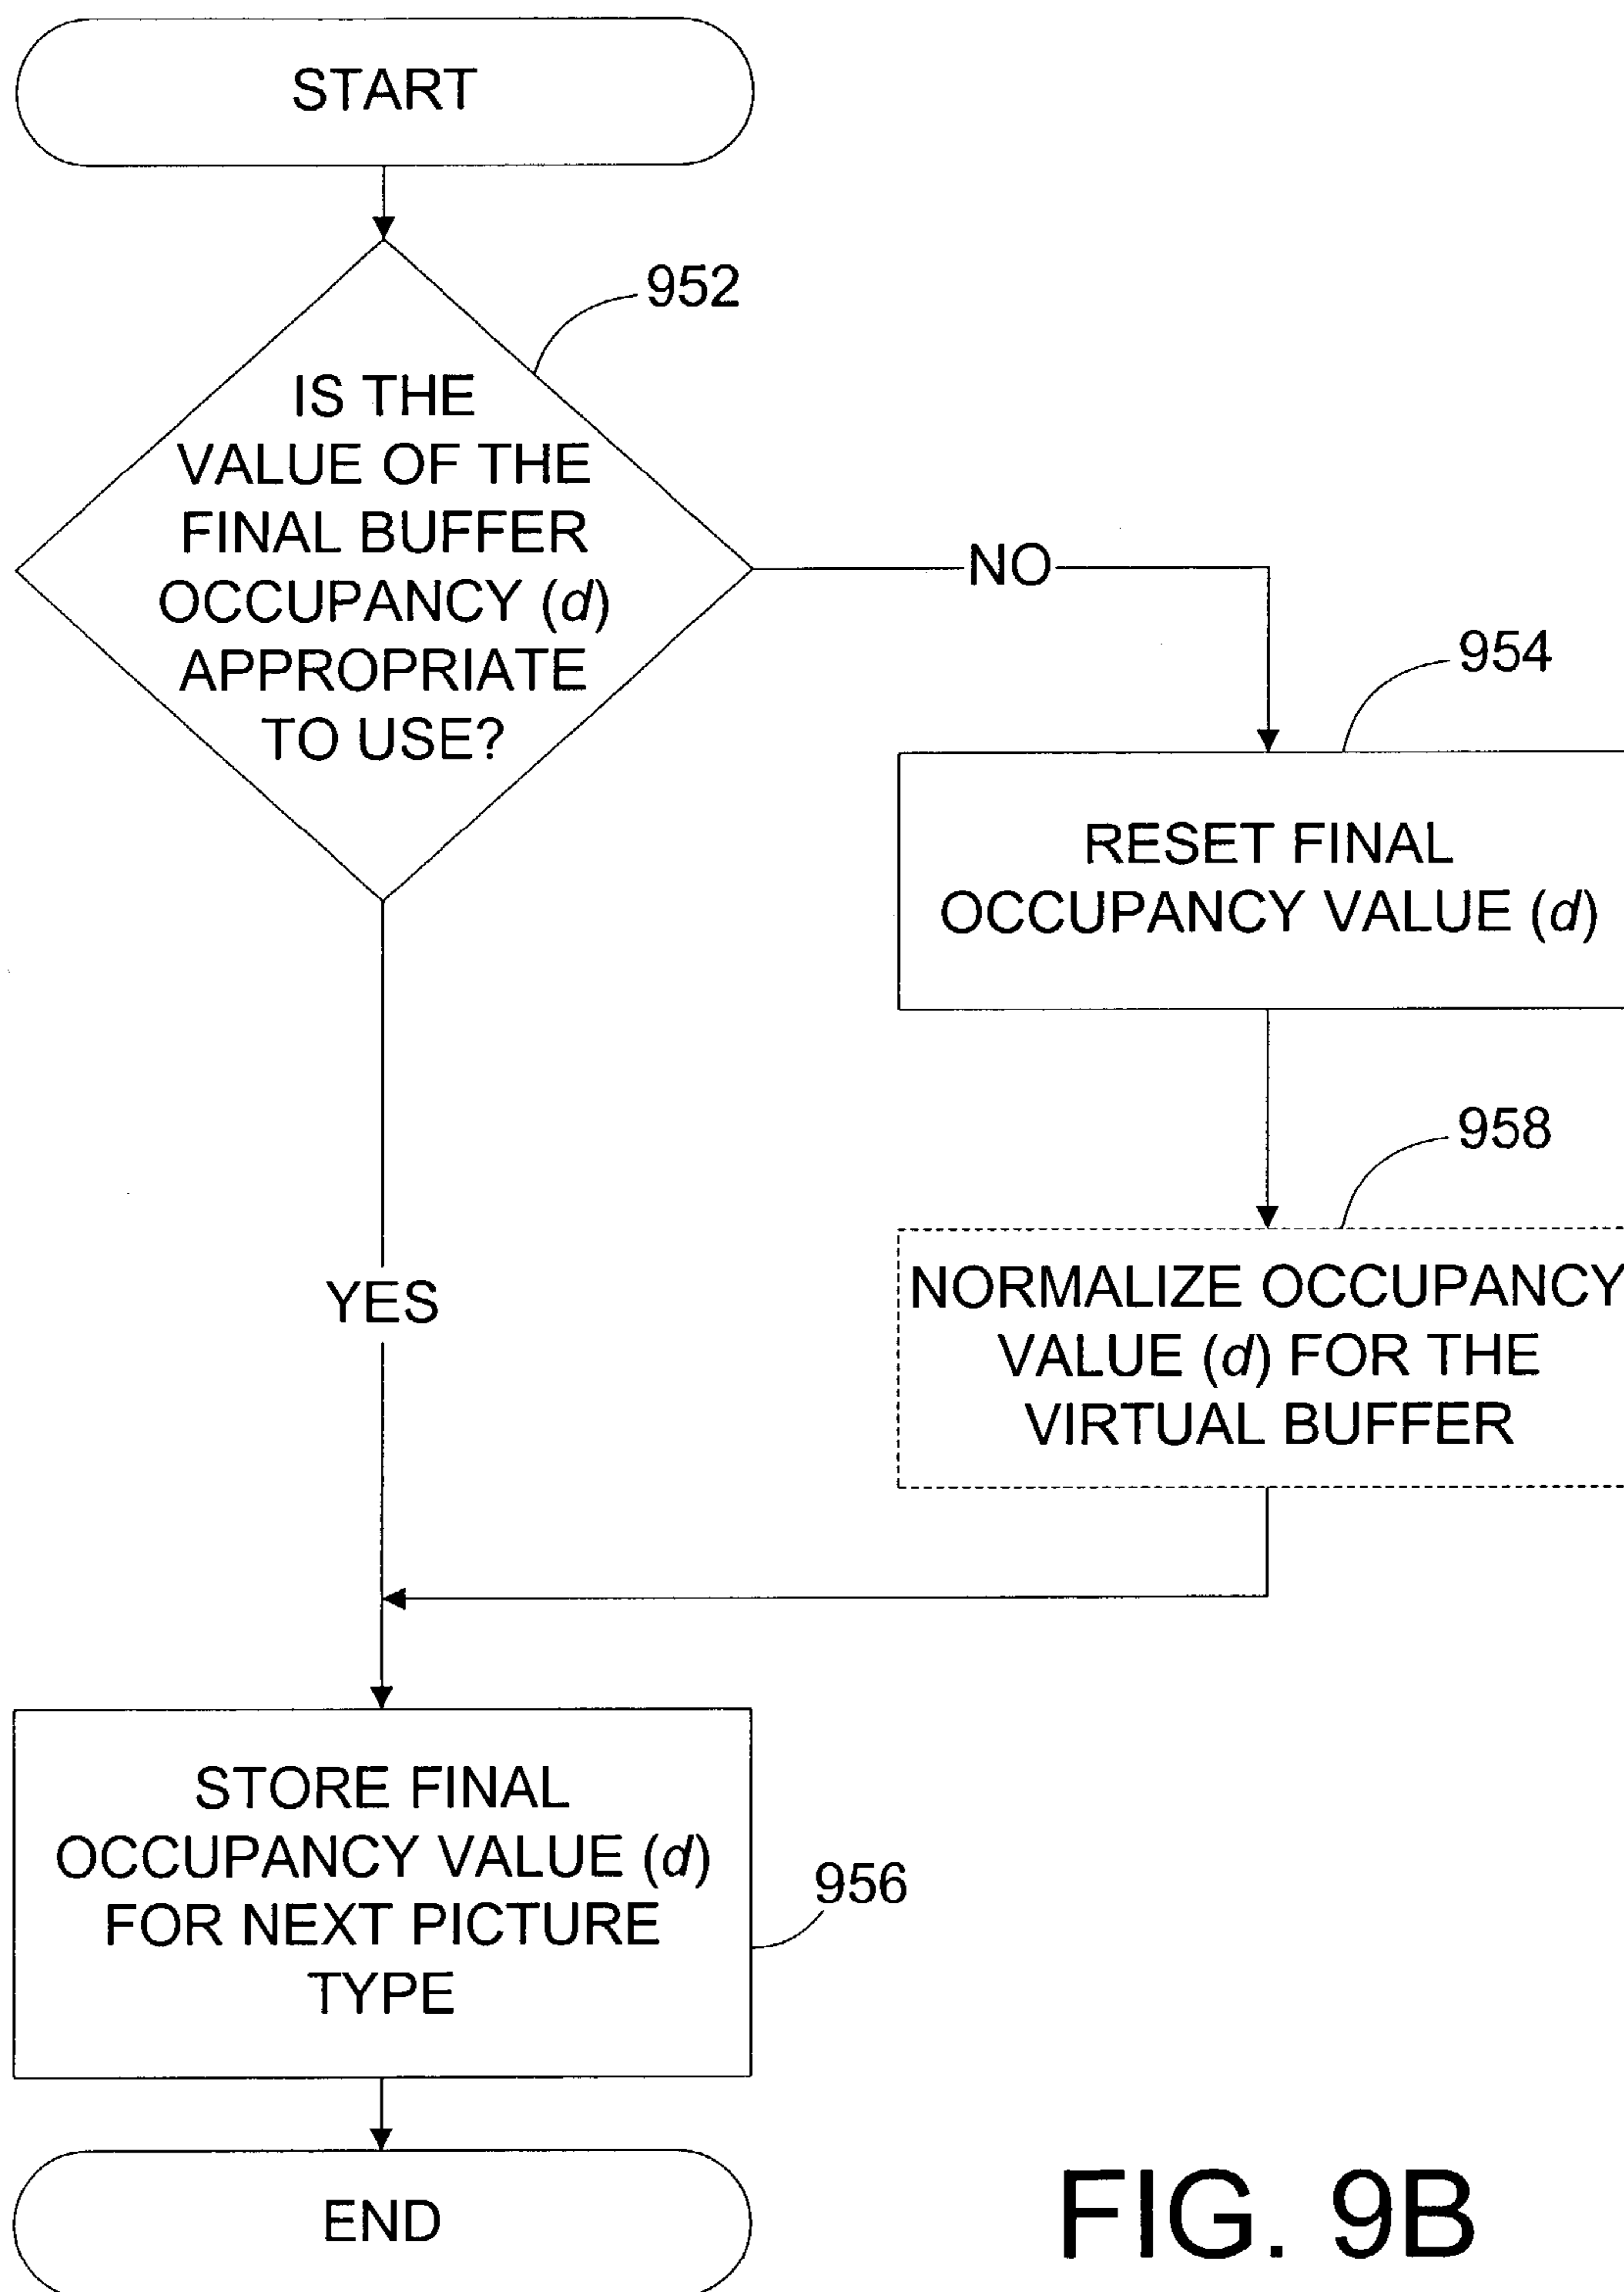 START
952
IS THE
VALUE OF THE
FINAL BUFFER
OCCUPANCY (d)
APPROPRIATE
TO USE?
NO
954
RESET FINAL
OCCUPANCY VALUE (d)
958
NORMALIZE OCCUPANCY
VALUE (d) FOR THE
VIRTUAL BUFFER
YES
STORE FINAL
OCCUPANCY VALUE (d)
FOR NEXT PICTURE
TYPE
956
END
FIG. 9B